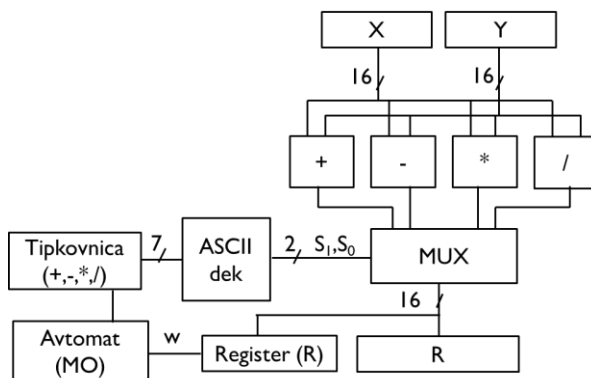 X Y
16 16
+ - * /
Tipkovnica
(+,-,*,/)
7
ASCII
dek
2 S₁,S₀
MUX
16
Avtomat
(MO)
w
Register (R)
R